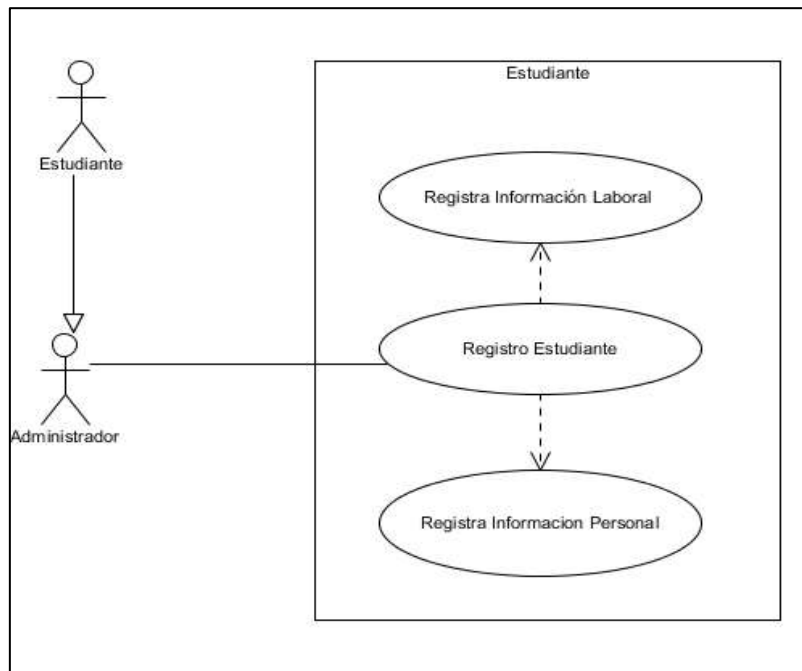 Estudiante
Estudiante
Registra Información Laboral
Registro Estudiante
Administrador
Registra Informacion Personal